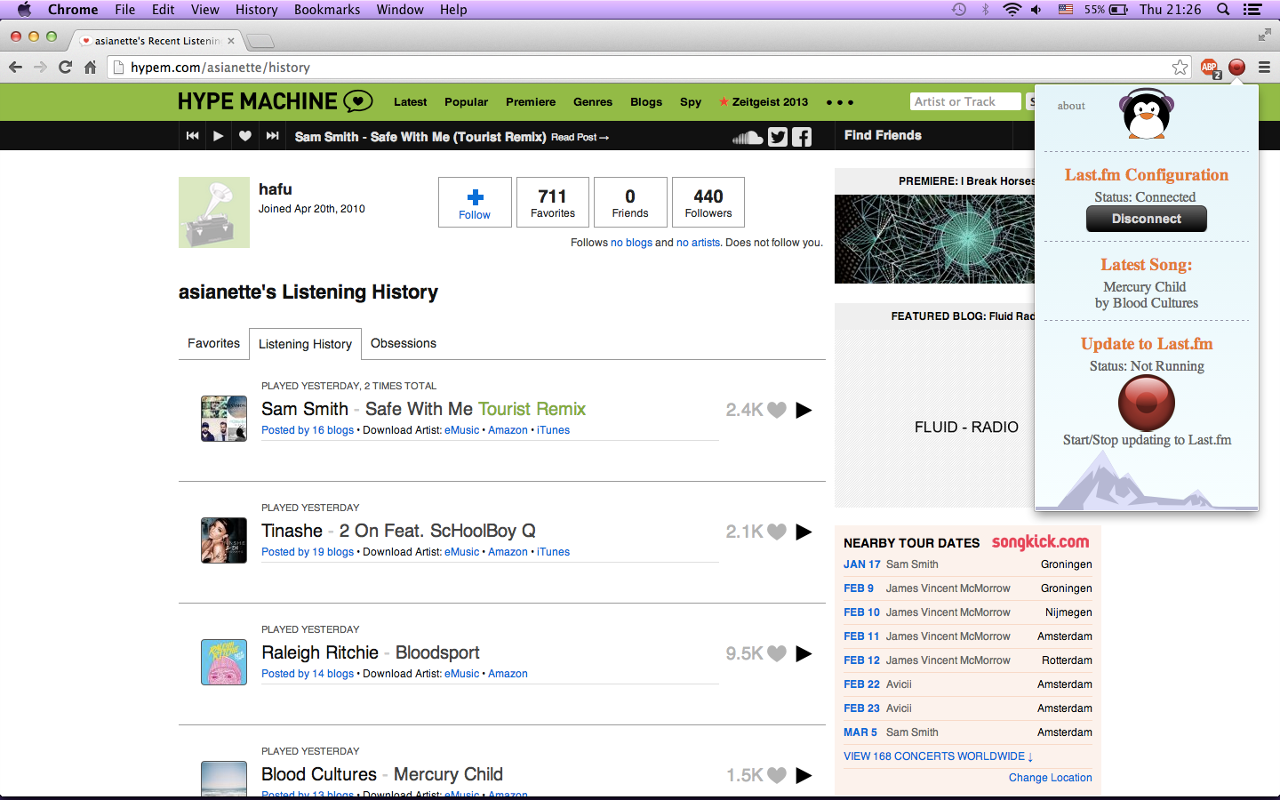 Chrome File Edit View History Bookmarks Window Help 55% Thu 21:26
asianette's Recent Listenin
hypem.com/asianette/history ABP 2
HYPE MACHINE Latest Popular Premiere Genres Blogs Spy Zeitgeist 2013 Artist or Track S
Sam Smith - Safe With Me (Tourist Remix) Read Post → Find Friends
hafu
Joined Apr 20th, 2010
Follow
711
Favorites
0
Friends
440
Followers
Follows no blogs and no artists. Does not follow you.
asianette's Listening History
Favorites Listening History Obsessions
PLAYED YESTERDAY, 2 TIMES TOTAL
Sam Smith - Safe With Me Tourist Remix 2.4K
Posted by 16 blogs • Download Artist: eMusic • Amazon • iTunes
PLAYED YESTERDAY
Tinashe - 2 On Feat. ScHoolBoy Q 2.1K
Posted by 19 blogs • Download Artist: eMusic • Amazon • iTunes
PLAYED YESTERDAY
Raleigh Ritchie - Bloodsport 9.5K
Posted by 14 blogs • Download Artist: eMusic • Amazon
PLAYED YESTERDAY
Blood Cultures - Mercury Child 1.5K
Posted by 13 blogs • Download Artist: eMusic • Amazon
PREMIERE: I Break Horses
FEATURED BLOG: Fluid Rad
FLUID - RADIO
NEARBY TOUR DATES songkick.com
JAN 17 Sam Smith Groningen
FEB 9 James Vincent McMorrow Groningen
FEB 10 James Vincent McMorrow Nijmegen
FEB 11 James Vincent McMorrow Amsterdam
FEB 12 James Vincent McMorrow Rotterdam
FEB 22 Avicii Amsterdam
FEB 23 Avicii Amsterdam
MAR 5 Sam Smith Amsterdam
VIEW 168 CONCERTS WORLDWIDE ↓
Change Location
about
Last.fm Configuration
Status: Connected
Disconnect
Latest Song:
Mercury Child
by Blood Cultures
Update to Last.fm
Status: Not Running
Start/Stop updating to Last.fm